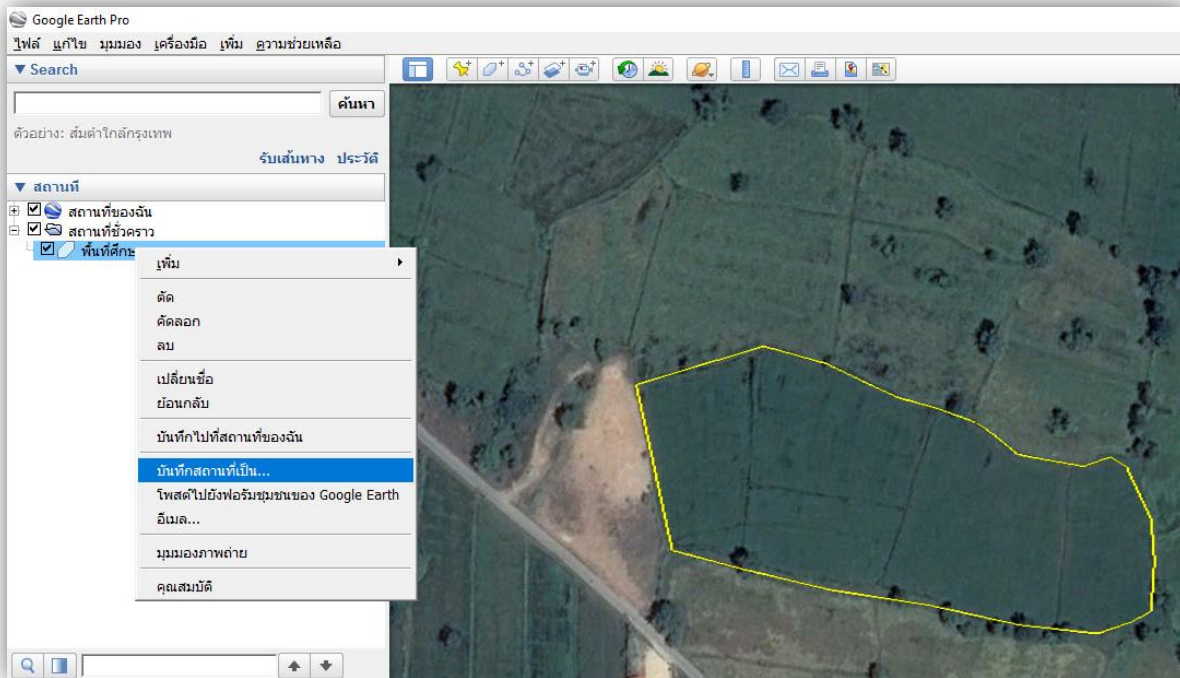 Google Earth Pro
ไฟล์ แก้ไข มุมมอง เครื่องมือ เพิ่ม ความช่วยเหลือ
Search
ค้นหา
ตัวอย่าง: ส้มตำใกล้กรุงเทพ
รับเส้นทาง ประวัติ
สถานที่
สถานที่ของฉัน
สถานที่ชั่วคราว
พื้นที่ศึกษ
เพิ่ม
ตัด
คัดลอก
ลบ
เปลี่ยนชื่อ
ย้อนกลับ
บันทึกไปที่สถานที่ของฉัน
บันทึกสถานที่เป็น...
โพสต์ไปยังฟอรัมชุมชนของ Google Earth
อีเมล...
มุมมองภาพถ่าย
คุณสมบัติ